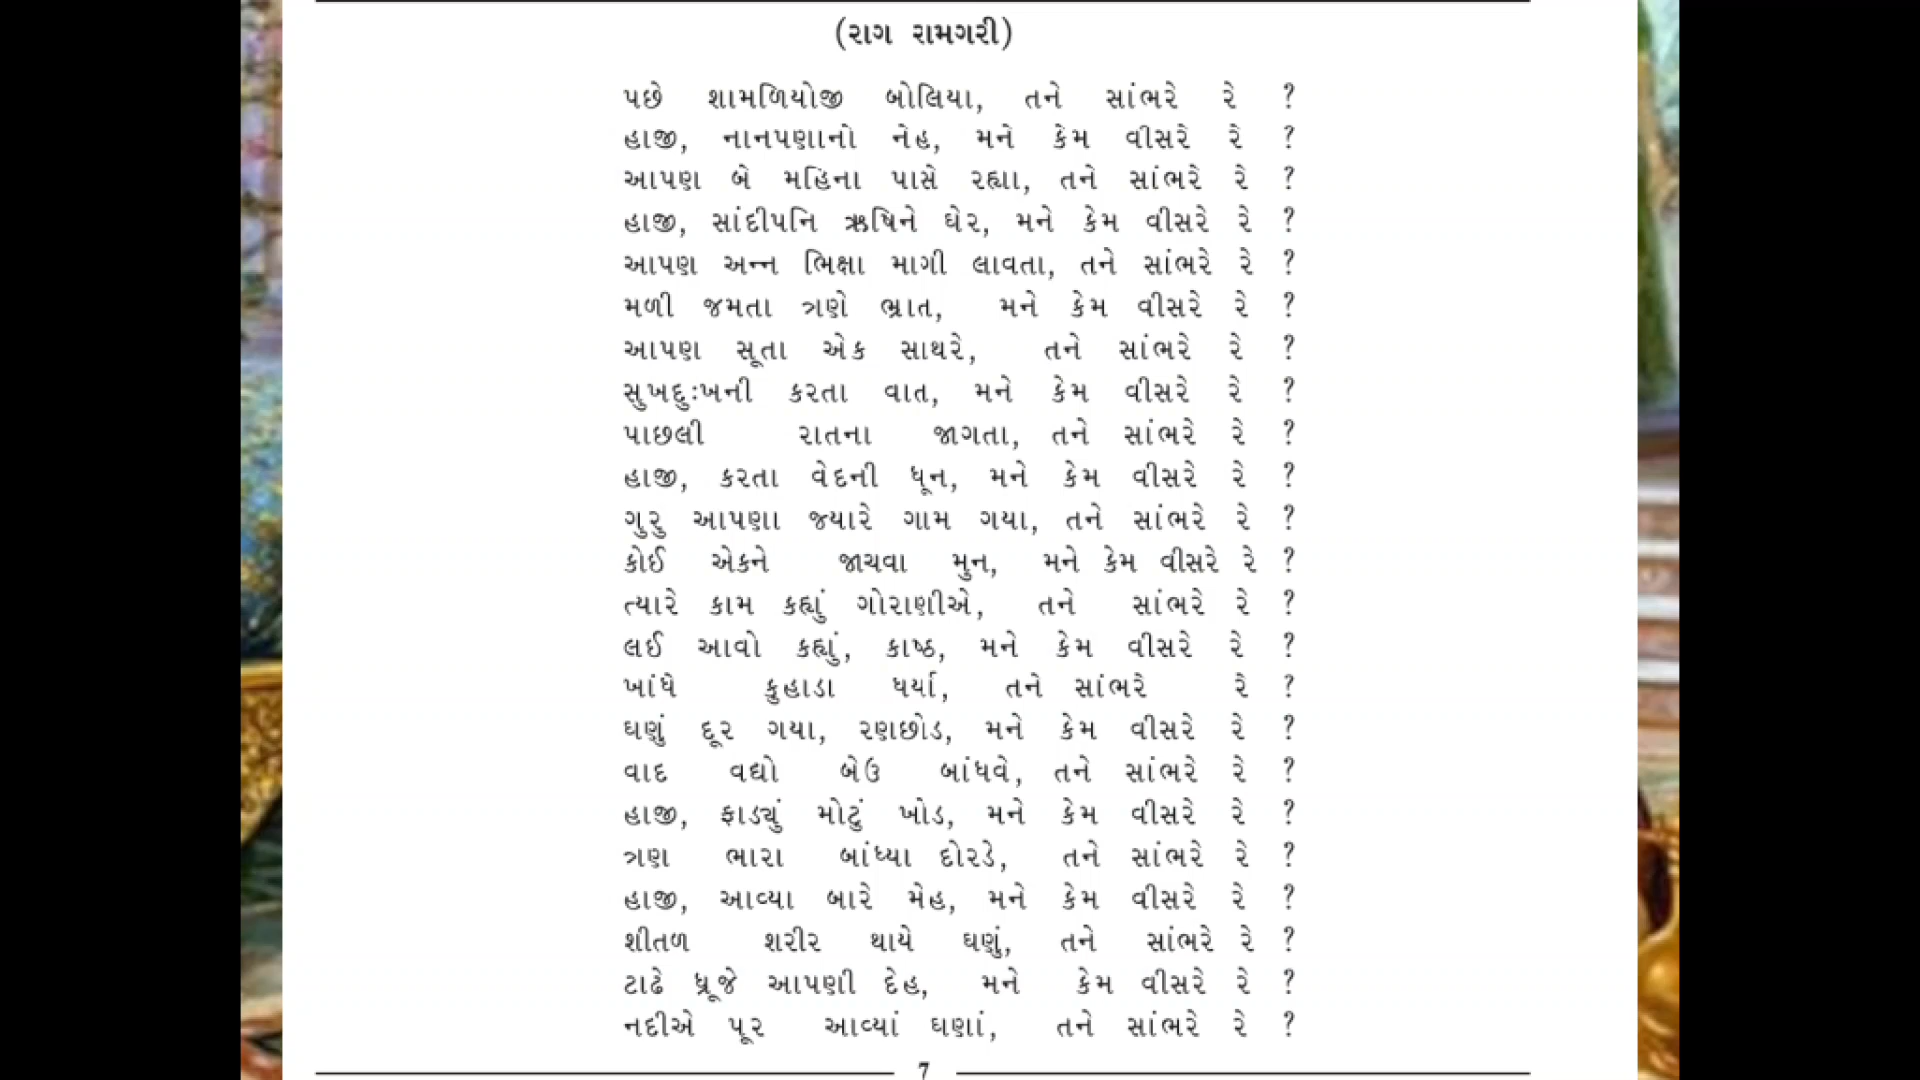 (રાગ રામગરી)
પછે શામળિયોજી બોલિયા, તને સાંભરે રે ?
હાજી, નાનપણાનો નેહ, મને કેમ વીસરે રે ?
આપણ બે મહિના પાસે રહ્યા, તને સાંભરે રે ?
હાજી, સાંદીપનિ ઋષિને ઘેર, મને કેમ વીસરે રે ?
આપણ અન્ન ભિક્ષા માગી લાવતા, તને સાંભરે રે ?
મળી જમતા ત્રણે ભ્રાત, મને કેમ વીસરે રે ?
આપણ સૂતા એક સાથરે, તને સાંભરે રે ?
સુખદુઃખની કરતા વાત, મને કેમ વીસરે રે ?
પાછલી રાતના જાગતા, તને સાંભરે રે ?
હાજી, કરતા વેદની ધૂન, મને કેમ વીસરે રે ?
ગુરુ આપણા જ્યારે ગામ ગયા, તને સાંભરે રે ?
કોઈ એકને જાચવા મુન, મને કેમ વીસરે રે ?
ત્યારે કામ કહ્યું ગોરાણીએ, તને સાંભરે રે ?
લઈ આવો કહ્યું, કાષ્ઠ, મને કેમ વીસરે રે ?
ખાંધે કુહાડા ધર્યા, તને સાંભરે રે ?
ઘણું દૂર ગયા, રણછોડ, મને કેમ વીસરે રે ?
વાદ વદ્યો બેઉ બાંધવે, તને સાંભરે રે ?
હાજી, ફાડ્યું મોટું ખોડ, મને કેમ વીસરે રે ?
ત્રણ ભારા બાંધ્યા દોરડે, તને સાંભરે રે ?
હાજી, આવ્યા બારે મેહ, મને કેમ વીસરે રે ?
શીતળ શરીર થાયે ઘણું, તને સાંભરે રે ?
ટાઢે ધ્રૂજે આપણી દેહ, મને કેમ વીસરે રે ?
નદીએ પૂર આવ્યાં ઘણાં, તને સાંભરે રે ?
7